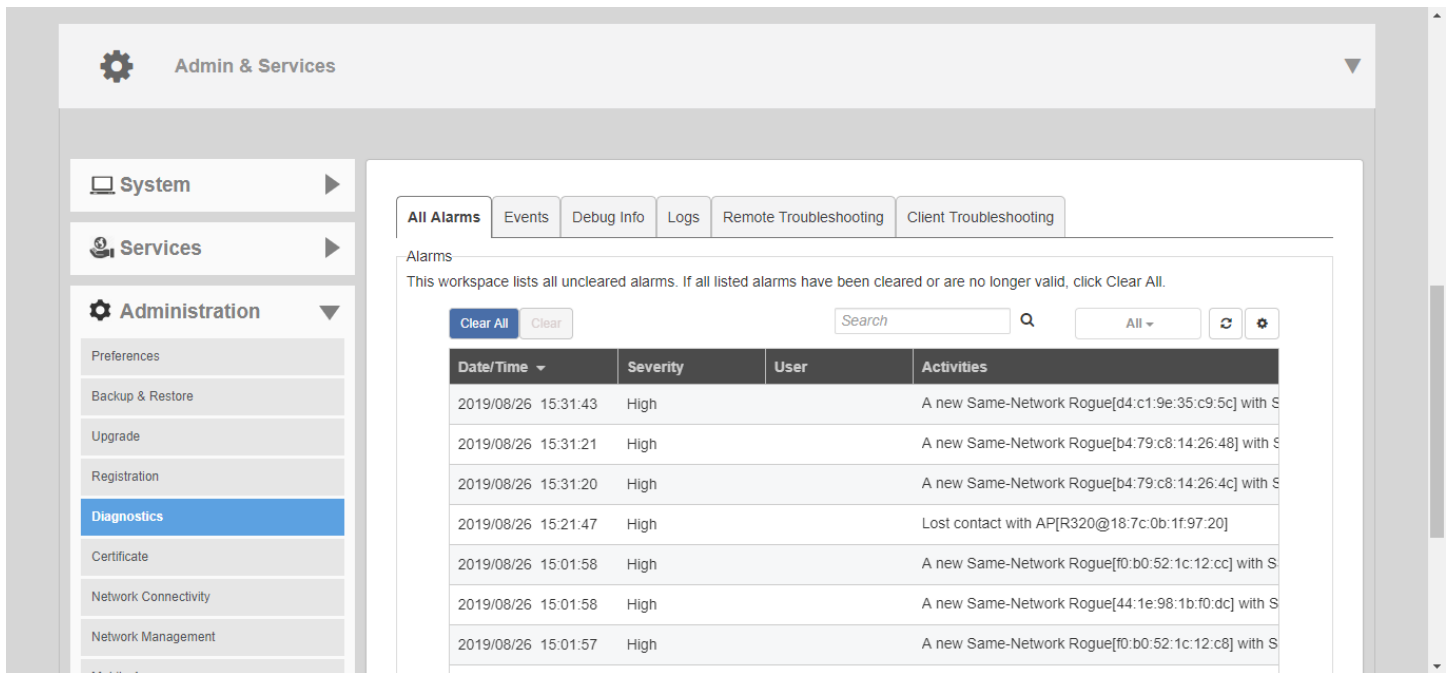 Admin & Services
System
Services
Administration
Preferences
Backup & Restore
Upgrade
Registration
Diagnostics
Certificate
Network Connectivity
Network Management
All Alarms Events Debug Info Logs Remote Troubleshooting Client Troubleshooting
Alarms
This workspace lists all uncleared alarms. If all listed alarms have been cleared or are no longer valid, click Clear All.
Clear All Clear Search All
Date/Time Severity User Activities
2019/08/26 15:31:43 High A new Same-Network Rogue[d4:c1:9e:35:c9:5c] with S
2019/08/26 15:31:21 High A new Same-Network Rogue[b4:79:c8:14:26:48] with S
2019/08/26 15:31:20 High A new Same-Network Rogue[b4:79:c8:14:26:4c] with S
2019/08/26 15:21:47 High Lost contact with AP[R320@18:7c:0b:1f:97:20]
2019/08/26 15:01:58 High A new Same-Network Rogue[f0:b0:52:1c:12:cc] with S
2019/08/26 15:01:58 High A new Same-Network Rogue[44:1e:98:1b:f0:dc] with S
2019/08/26 15:01:57 High A new Same-Network Rogue[f0:b0:52:1c:12:c8] with S